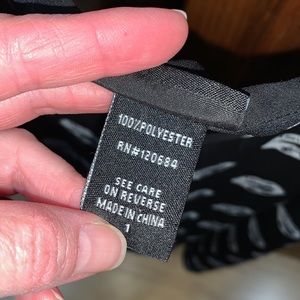 100%POLYESTER
RN#120684
SEE CARE
ON REVERSE
MADE IN CHINA
1